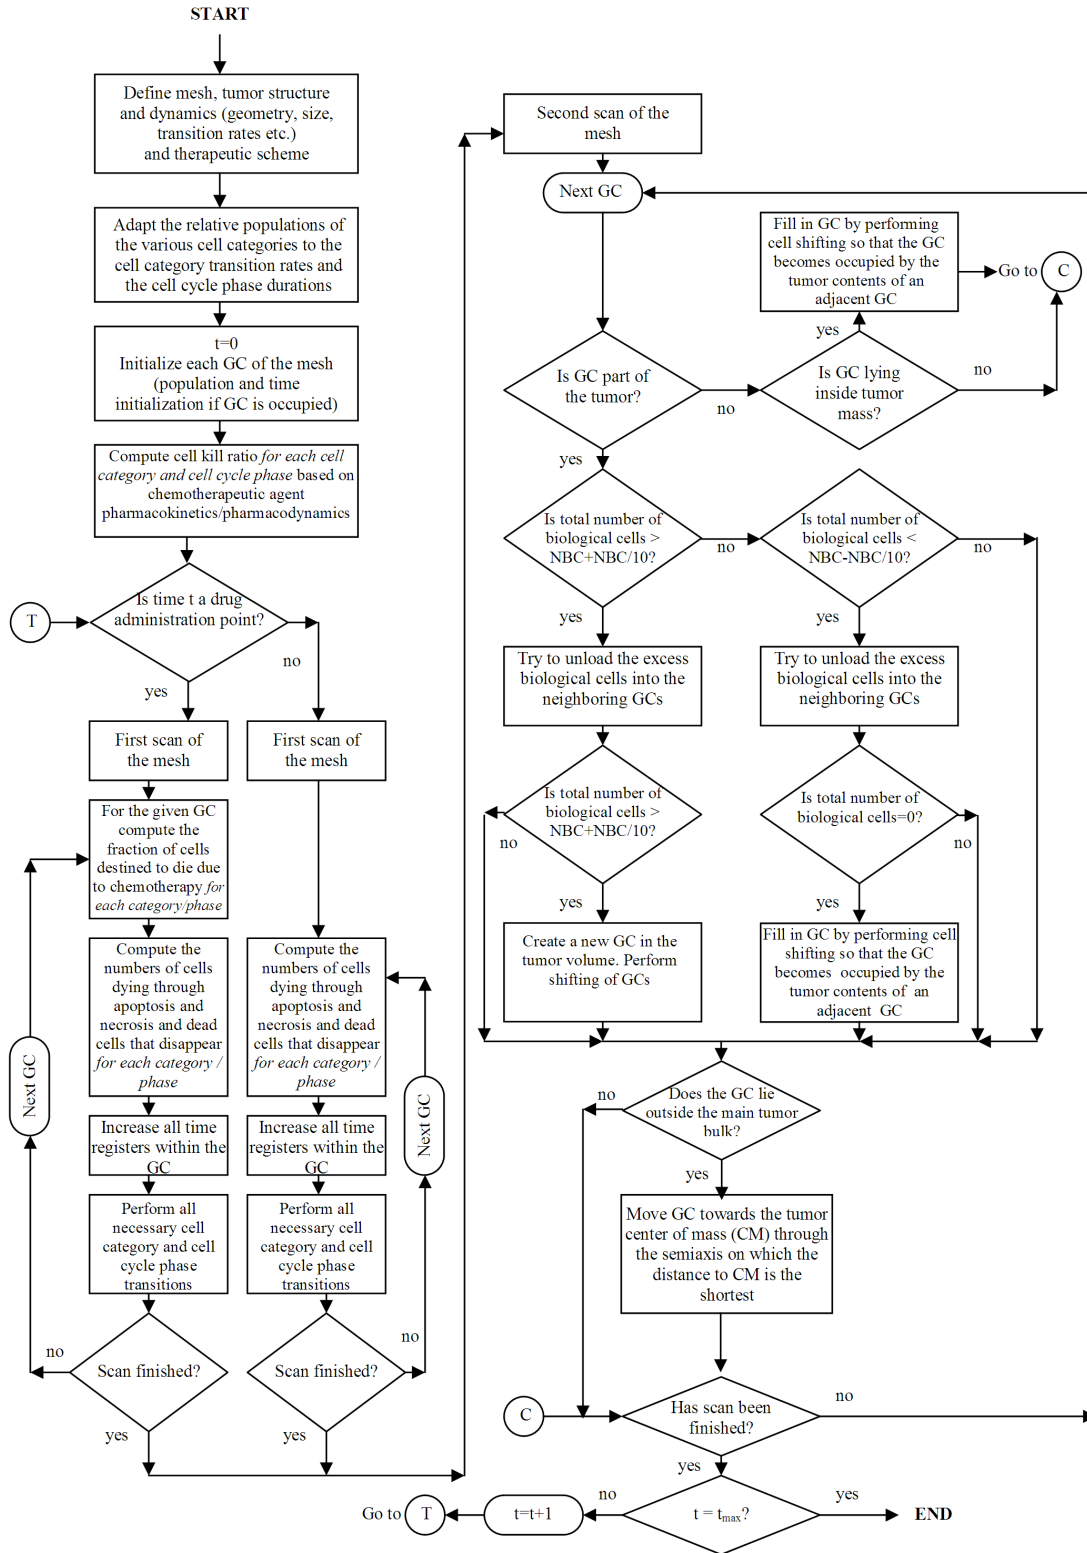 START
Define mesh, tumor structure
and dynamics (geometry, size,
transition rates etc.)
and therapeutic scheme
Adapt the relative populations of
the various cell categories to the
cell category transition rates and
the cell cycle phase durations
t=0
Initialize each GC of the mesh
(population and time
initialization if GC is occupied)
Compute cell kill ratio for each cell
category and cell cycle phase based on
chemotherapeutic agent
pharmacokinetics/pharmacodynamics
T
Is time t a drug
administration point?
no
yes
First scan of
the mesh
First scan of
the mesh
For the given GC
compute the
fraction of cells
destined to die due
to chemotherapy for
each category/phase
Compute the
numbers of cells
dying through
apoptosis and
necrosis and dead
cells that disappear
for each category /
phase
Compute the
numbers of cells
dying through
apoptosis and
necrosis and dead
cells that disappear
for each category /
phase
Next GC
Next GC
Increase all time
registers within the
GC
Increase all time
registers within the
GC
Perform all
necessary cell
category and cell
cycle phase
transitions
Perform all
necessary cell
category and cell
cycle phase
transitions
no
Scan finished?
Scan finished?
no
yes
yes
Second scan of the
mesh
Next GC
Fill in GC by performing
cell shifting so that the GC
becomes occupied by the
tumor contents of an
adjacent GC
Go to
C
yes
Is GC part of
the tumor?
no
Is GC lying
inside tumor
mass?
no
yes
Is total number of
biological cells >
NBC+NBC/10?
no
Is total number of
biological cells <
NBC-NBC/10?
no
yes
yes
Try to unload the excess
biological cells into the
neighboring GCs
Try to unload the excess
biological cells into the
neighboring GCs
Is total number of
biological cells >
NBC+NBC/10?
no
Is total number of
biological cells=0?
no
yes
yes
Create a new GC in the
tumor volume. Perform
shifting of GCs
Fill in GC by performing cell
shifting so that the GC
becomes occupied by the
tumor contents of an
adjacent GC
no
Does the GC lie
outside the main tumor
bulk?
yes
Move GC towards the tumor
center of mass (CM) through
the semiaxis on which the
distance to CM is the
shortest
C
Has scan been
finished?
no
yes
Go to
T
t=t+1
no
t = tmax?
yes
END